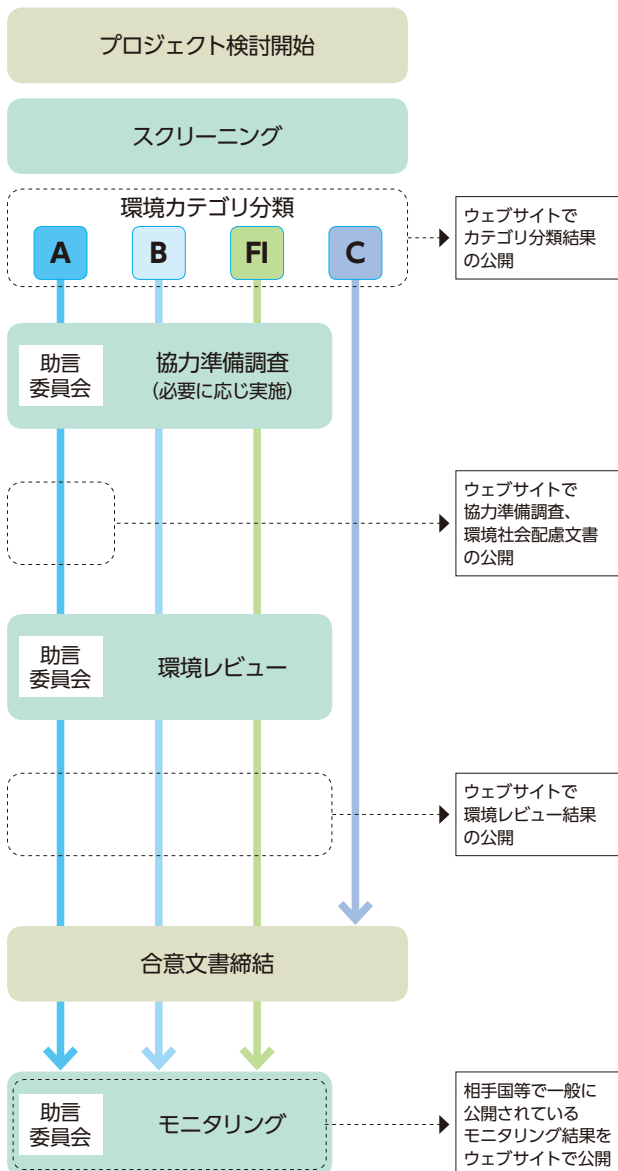 プロジェクト検討開始
スクリーニング
環境カテゴリ分類
A
B
FI
C
ウェブサイトで
カテゴリ分類結果
の公開
助言
委員会
協力準備調査
(必要に応じ実施)
ウェブサイトで
協力準備調査、
環境社会配慮文書
の公開
助言
委員会
環境レビュー
ウェブサイトで
環境レビュー結果
の公開
合意文書締結
助言
委員会
モニタリング
相手国等で一般に
公開されている
モニタリング結果を
ウェブサイトで公開